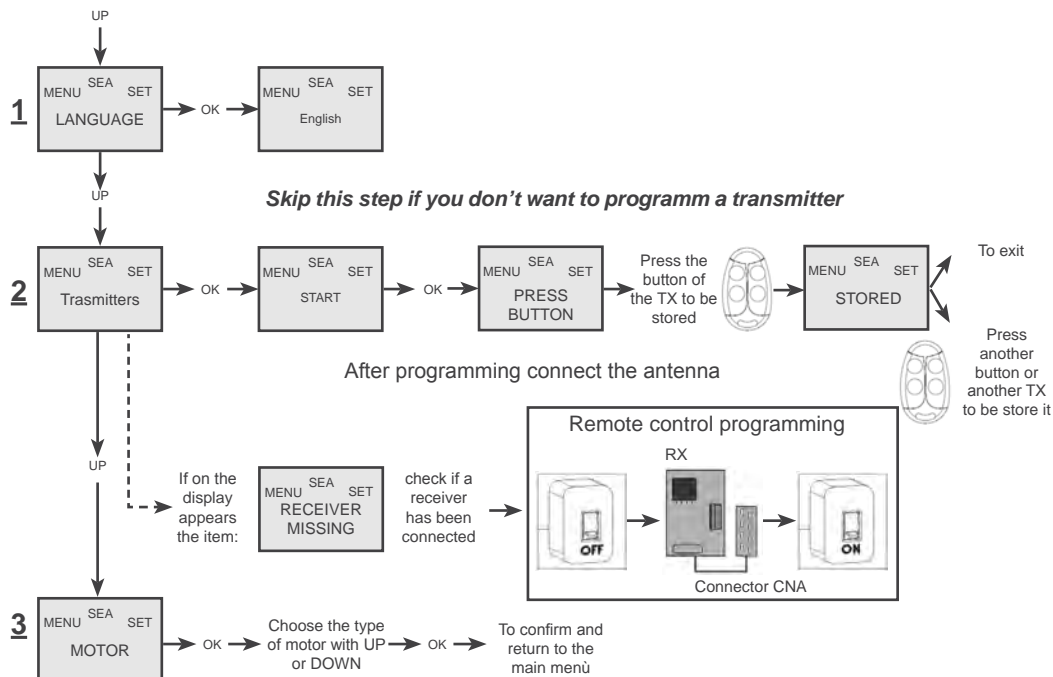 UP
MENU SEA SET
LANGUAGE
OK
MENU SEA SET
English
1
UP
Skip this step if you don't want to programm a transmitter
2
MENU SEA SET
Trasmitters
OK
MENU SEA SET
START
OK
MENU SEA SET
PRESS
BUTTON
Press the
button of
the TX to be
stored
MENU SEA SET
STORED
To exit
Press
another
button or
another TX
to be store it
After programming connect the antenna
UP
If on the
display
appears
the item:
MENU SEA SET
RECEIVER
MISSING
check if a
receiver
has been
connected
Remote control programming
RX
OFF
ON
Connector CNA
3
MENU SEA SET
MOTOR
OK
Choose the type
of motor with UP
or DOWN
OK
To confirm and
return to the
main menù